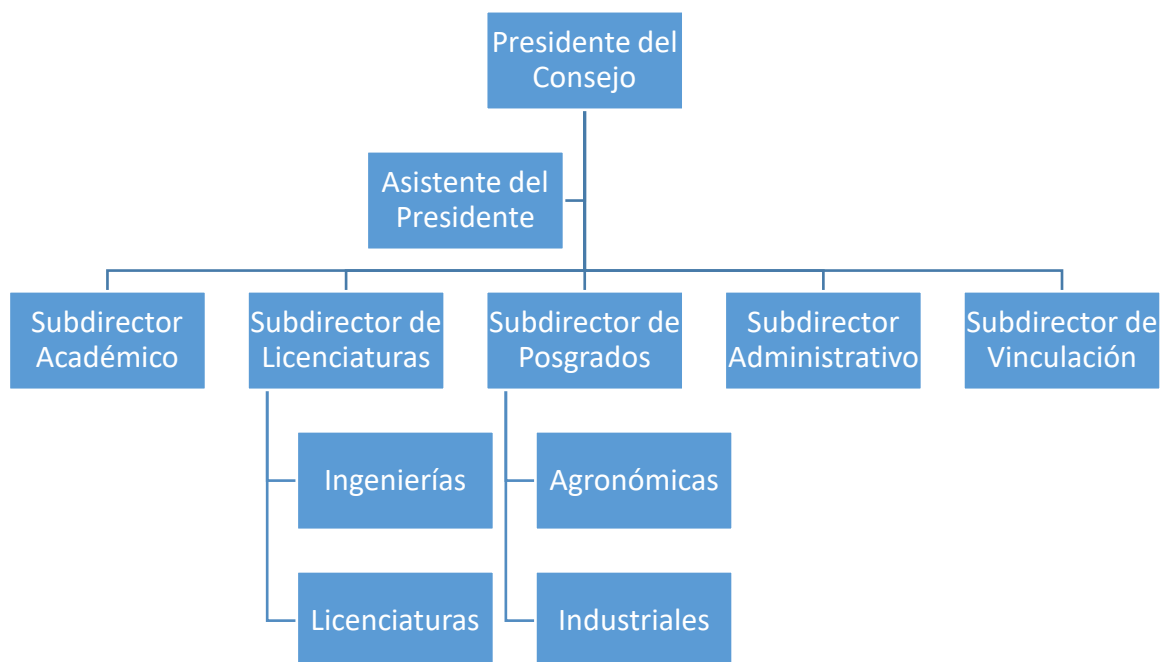 Presidente del
Consejo
Asistente del
Presidente
Subdirector
Académico
Subdirector de
Licenciaturas
Subdirector de
Posgrados
Subdirector
Administrativo
Subdirector de
Vinculación
Ingenierías
Agronómicas
Licenciaturas
Industriales